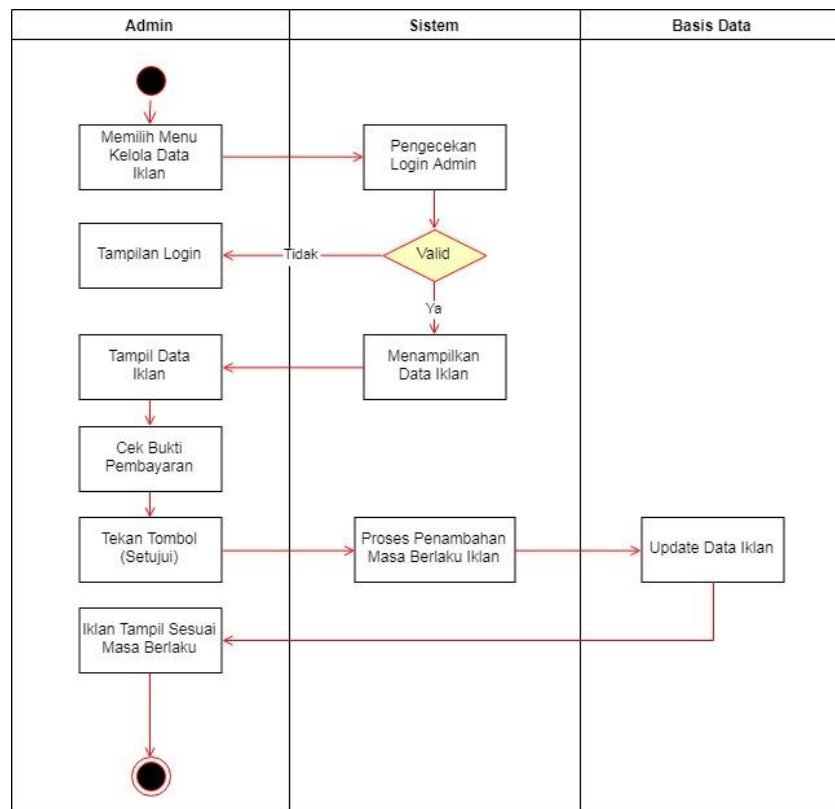 Admin
Sistem
Basis Data
Memilih Menu
Kelola Data
Iklan
Pengecekan
Login Admin
Tampilan Login
Tidak
Valid
Ya
Tampil Data
Iklan
Menampilkan
Data Iklan
Cek Bukti
Pembayaran
Tekan Tombol
(Setujui)
Proses Penambahan
Masa Berlaku Iklan
Update Data Iklan
Iklan Tampil Sesuai
Masa Berlaku